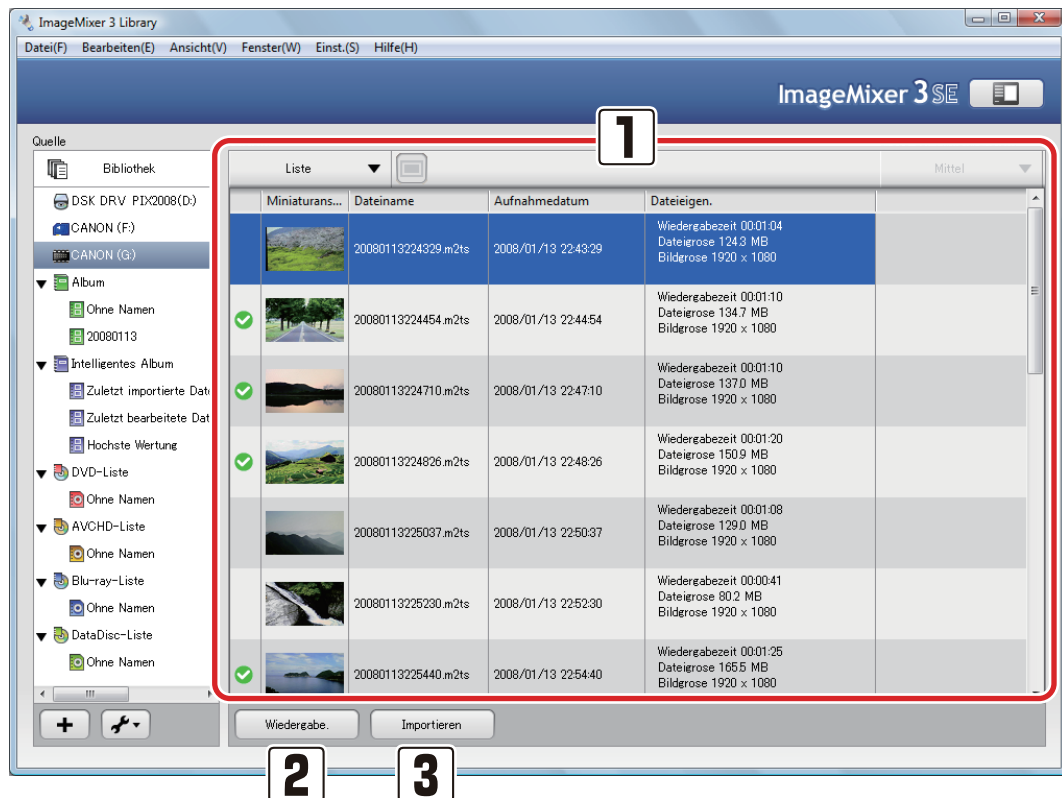 ImageMixer 3 Library
Datei(F) Bearbeiten(E) Ansicht(V) Fenster(W) Einst.(S) Hilfe(H)
ImageMixer 3 SE
1
Quelle
Bibliothek
DSK DRV PIX2008(D:)
CANON (F:)
CANON (G:)
Album
Ohne Namen
20080113
Intelligentes Album
Zuletzt importierte Date
Zuletzt bearbeitete Dat
Hochste Wertung
DVD-Liste
Ohne Namen
AVCHD-Liste
Ohne Namen
Blu-ray-Liste
Ohne Namen
DataDisc-Liste
Ohne Namen
Liste Mittel
Miniaturans... Dateiname Aufnahmedatum Dateieigen.
20080113224329.m2ts 2008/01/13 22:43:29
Wiedergabezeit 00:01:04
Dateigrose 124.3 MB
Bildgrose 1920 x 1080
20080113224454.m2ts 2008/01/13 22:44:54
Wiedergabezeit 00:01:10
Dateigrose 134.7 MB
Bildgrose 1920 x 1080
20080113224710.m2ts 2008/01/13 22:47:10
Wiedergabezeit 00:01:10
Dateigrose 137.0 MB
Bildgrose 1920 x 1080
20080113224826.m2ts 2008/01/13 22:48:26
Wiedergabezeit 00:01:20
Dateigrose 150.9 MB
Bildgrose 1920 x 1080
20080113225037.m2ts 2008/01/13 22:50:37
Wiedergabezeit 00:01:08
Dateigrose 129.0 MB
Bildgrose 1920 x 1080
20080113225230.m2ts 2008/01/13 22:52:30
Wiedergabezeit 00:00:41
Dateigrose 80.2 MB
Bildgrose 1920 x 1080
20080113225440.m2ts 2008/01/13 22:54:40
Wiedergabezeit 00:01:25
Dateigrose 165.5 MB
Bildgrose 1920 x 1080
Wiedergabe. Importieren
2 3